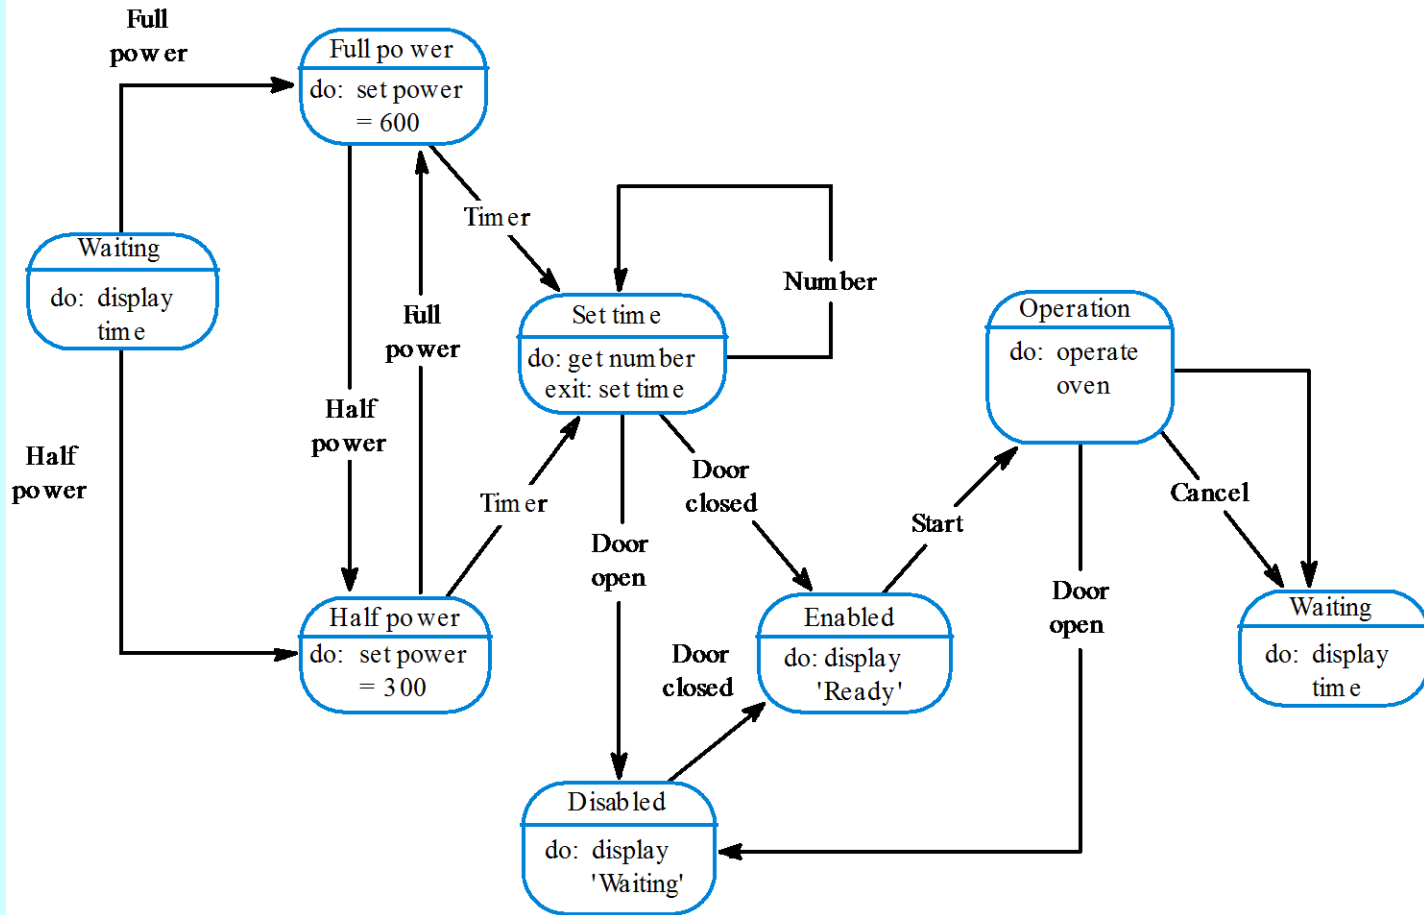 Full
power
Full power
do: set power
= 600
Timer
Waiting
do: display
time
Number
Full
power
Set time
do: get number
exit: set time
Operation
do: operate
oven
Half
power
Half
power
Timer
Door
closed
Door
open
Start
Cancel
Door
open
Half power
do: set power
= 300
Enabled
do: display
'Ready'
Waiting
do: display
time
Door
closed
Disabled
do: display
'Waiting'